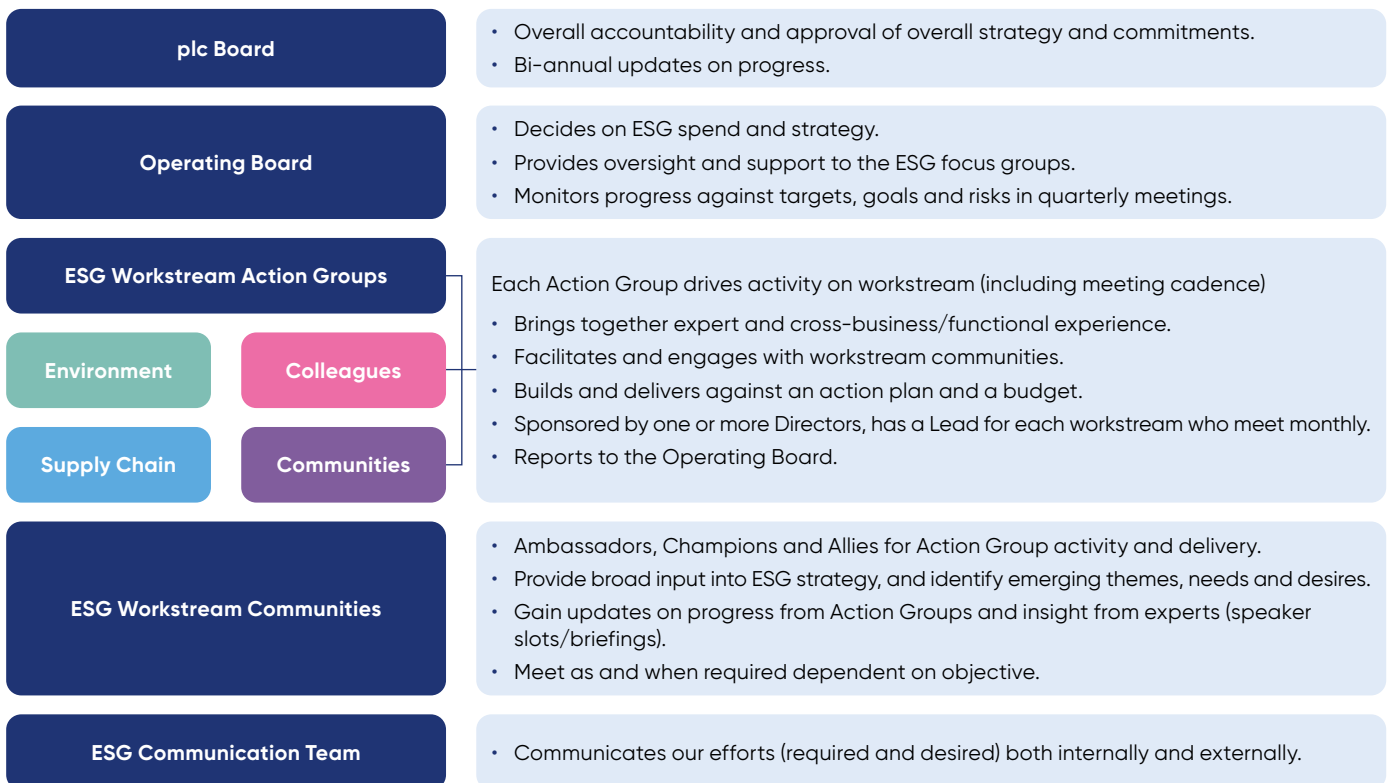 plc Board
• Overall accountability and approval of overall strategy and commitments.
• Bi-annual updates on progress.
Operating Board
• Decides on ESG spend and strategy.
• Provides oversight and support to the ESG focus groups.
• Monitors progress against targets, goals and risks in quarterly meetings.
ESG Workstream Action Groups
Environment
Colleagues
Supply Chain
Communities
Each Action Group drives activity on workstream (including meeting cadence)
• Brings together expert and cross-business/functional experience.
• Facilitates and engages with workstream communities.
• Builds and delivers against an action plan and a budget.
• Sponsored by one or more Directors, has a Lead for each workstream who meet monthly.
• Reports to the Operating Board.
ESG Workstream Communities
• Ambassadors, Champions and Allies for Action Group activity and delivery.
• Provide broad input into ESG strategy, and identify emerging themes, needs and desires.
• Gain updates on progress from Action Groups and insight from experts (speaker
slots/briefings).
• Meet as and when required dependent on objective.
ESG Communication Team
• Communicates our efforts (required and desired) both internally and externally.